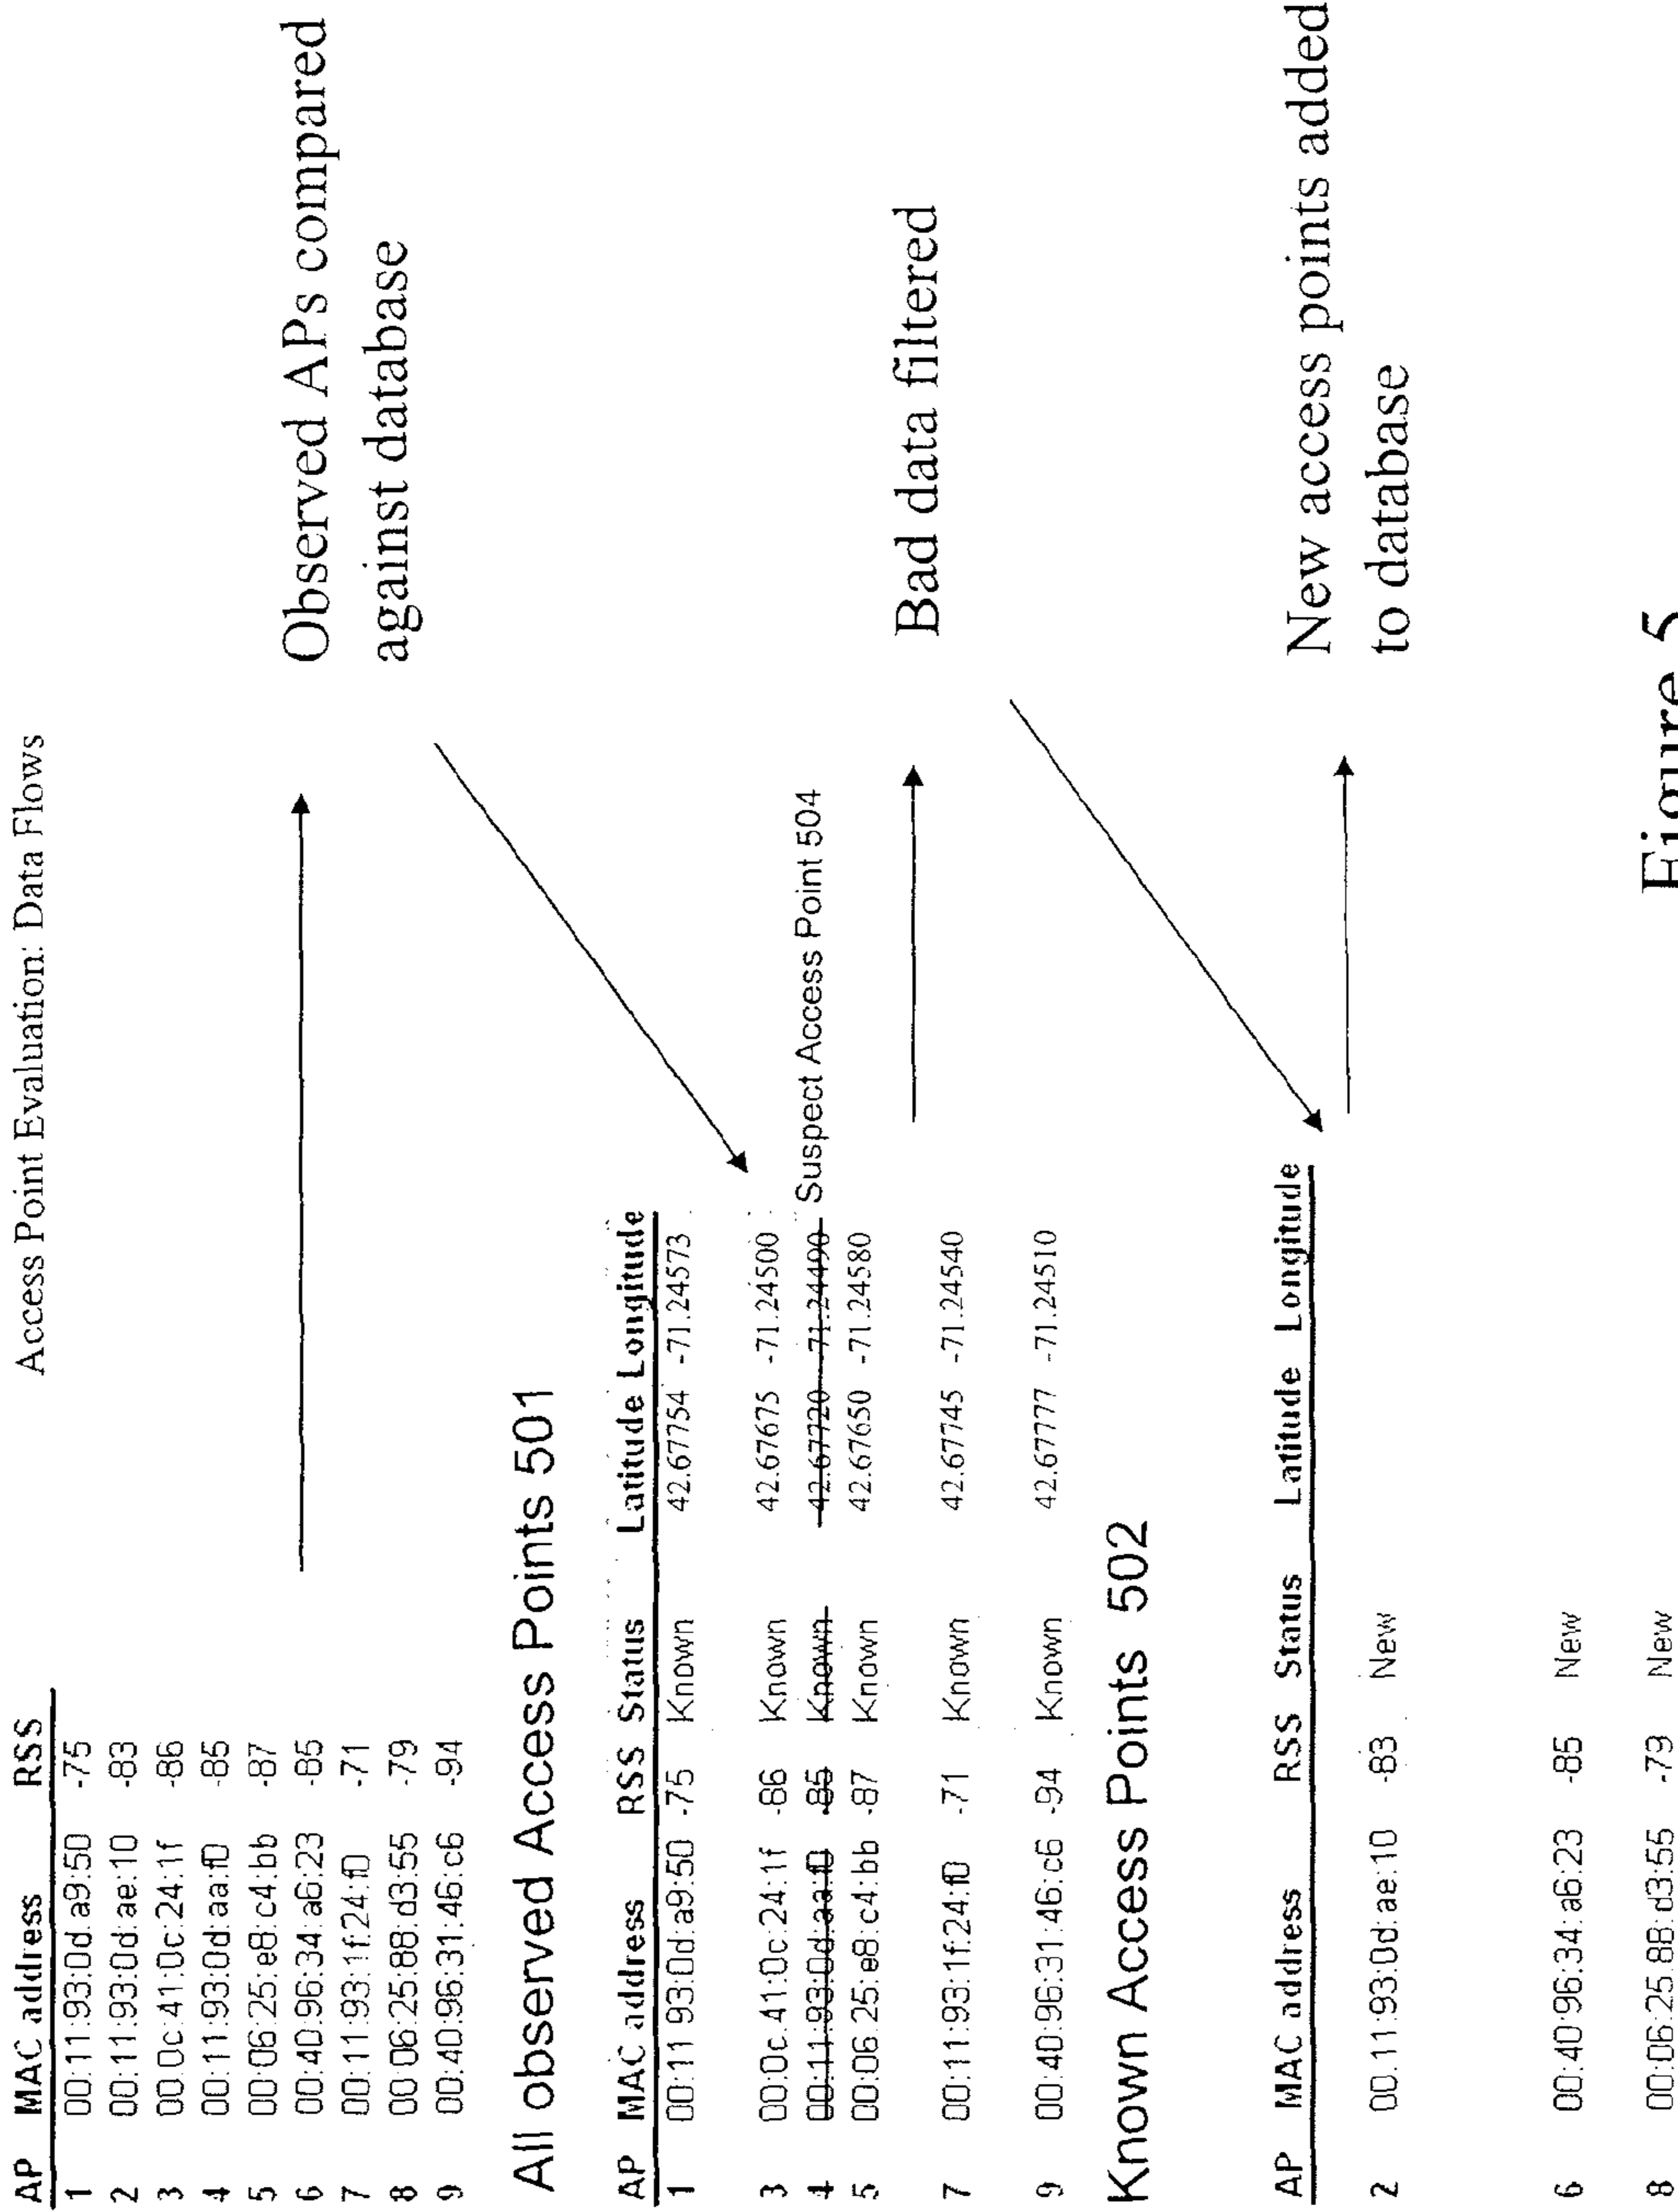 Access Point Evaluation: Data Flows
AP MAC address RSS
1 00:11:93:0d:a9:50 -75
2 00:11:93:0d:ae:10 -83
3 00:0c:41:0c:24:1f -86
4 00:11:93:0d:aa:f0 -85
5 00:06:25:e8:c4:bb -87
6 00:40:96:34:a6:23 -85
7 00:11:93:1f:24:f0 -71
8 00:06:25:88:d3:55 -79
9 00:40:96:31:46:c6 -94
Observed APs compared
against database
All observed Access Points 501
AP MAC address RSS Status Latitude Longitude
1 00:11 93:0d:a9:50 -75 Known 42.67754 -71.24573
3 00:0c:41:0c:24:1f -86 Known 42.67675 -71.24500
4 00:11:93:0d:aa:f0 -85 Known 42.67720 -71.24490 Suspect Access Point 504
5 00:06:25:e8:c4:bb -87 Known 42.67650 -71.24580
7 00:11:93:1f:24:f0 -71 Known 42.67745 -71.24540
9 00:40:96:31:46:c6 -94 Known 42.67777 -71.24510
Bad data filtered
Known Access Points 502
AP MAC address RSS Status Latitude Longitude
2 00:11:93:0d:ae:10 -83 New
6 00:40:96:34:a6:23 -85 New
8 00:06:25:88:d3:55 -79 New
New access points added
to database
Figure 5